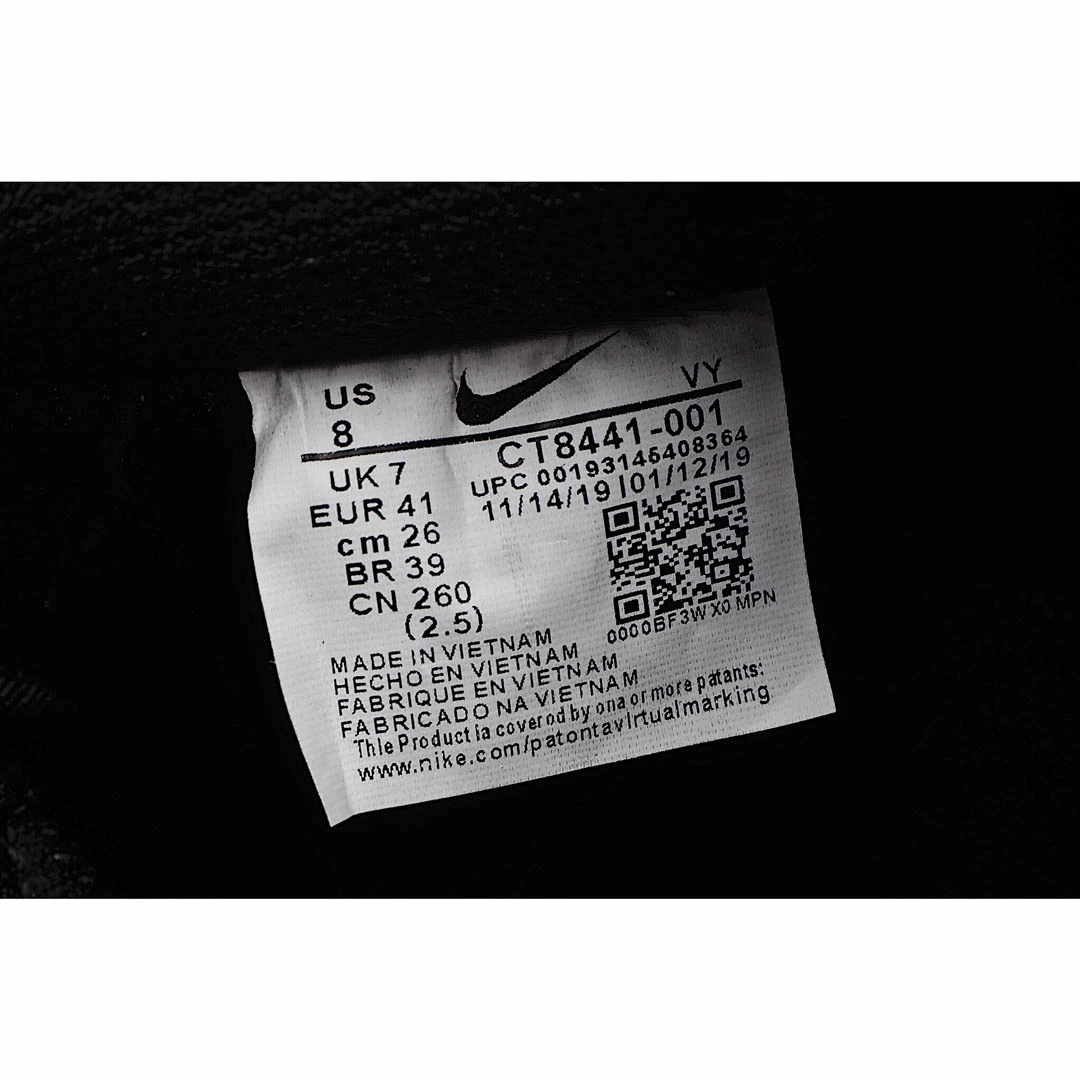 US VY
8
UK 7 CT8441-001
EUR 41 UPC 00193145408364
cm 26 11/14/19 | 01/12/19
BR 39
CN 260
(2.5) 0000BF3W X0 MPN
MADE IN VIETNAM
HECHO EN VIETNAM
FABRIQUE EN VIETNAM
FABRICADO NA VIETNAM
Thle Product ia covered by ona or more patants:
www.nike.com/patontavlrtualmarking